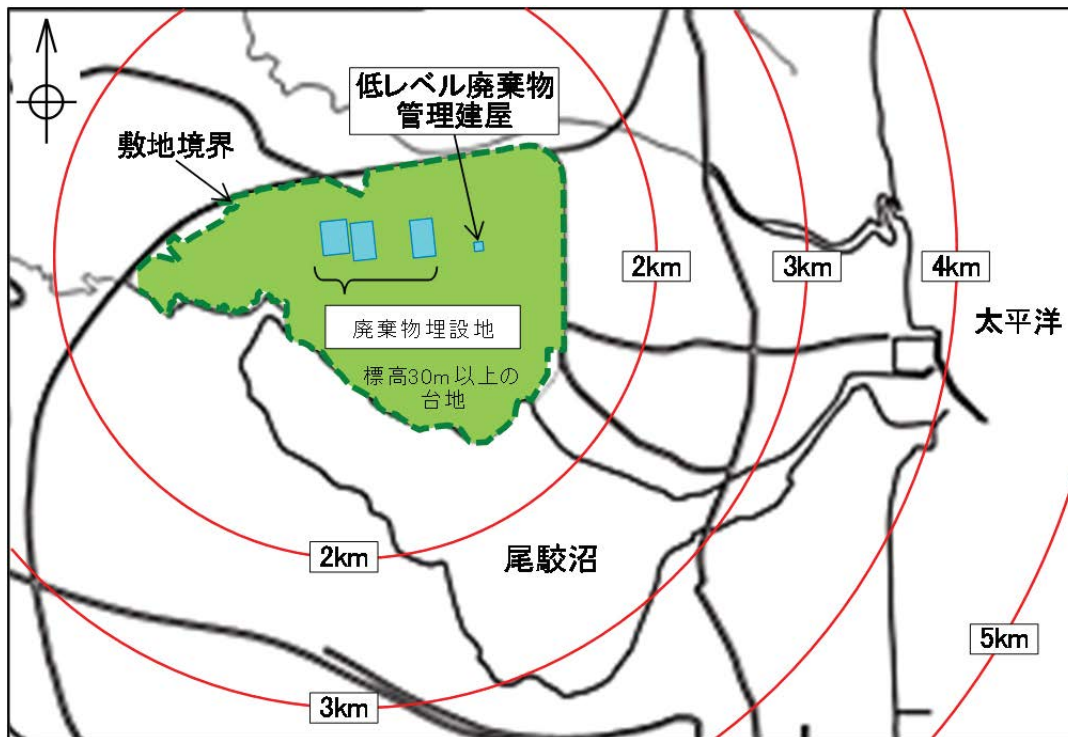 低レベル廃棄物
管理建屋
敷地境界
2km
3km
4km
太平洋
廃棄物埋設地
標高30m以上の
台地
2km
尾駮沼
5km
3km